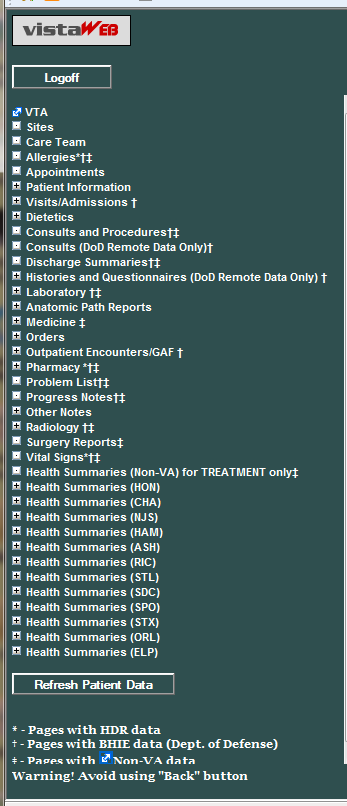 vistaWEB
Logoff
VTA
Sites
Care Team
Allergies*†‡
Appointments
Patient Information
Visits/Admissions †
Dietetics
Consults and Procedures†‡
Consults (DoD Remote Data Only)†
Discharge Summaries†‡
Histories and Questionnaires (DoD Remote Data Only) †
Laboratory †‡
Anatomic Path Reports
Medicine ‡
Orders
Outpatient Encounters/GAF †
Pharmacy *†‡
Problem List†‡
Progress Notes†‡
Other Notes
Radiology †‡
Surgery Reports‡
Vital Signs*†‡
Health Summaries (Non-VA) for TREATMENT only‡
Health Summaries (HON)
Health Summaries (CHA)
Health Summaries (NJS)
Health Summaries (HAM)
Health Summaries (ASH)
Health Summaries (RIC)
Health Summaries (STL)
Health Summaries (SDC)
Health Summaries (SPO)
Health Summaries (STX)
Health Summaries (ORL)
Health Summaries (ELP)
Refresh Patient Data
* - Pages with HDR data
† - Pages with BHIE data (Dept. of Defense)
‡ - Pages with Non-VA data
Warning! Avoid using "Back" button